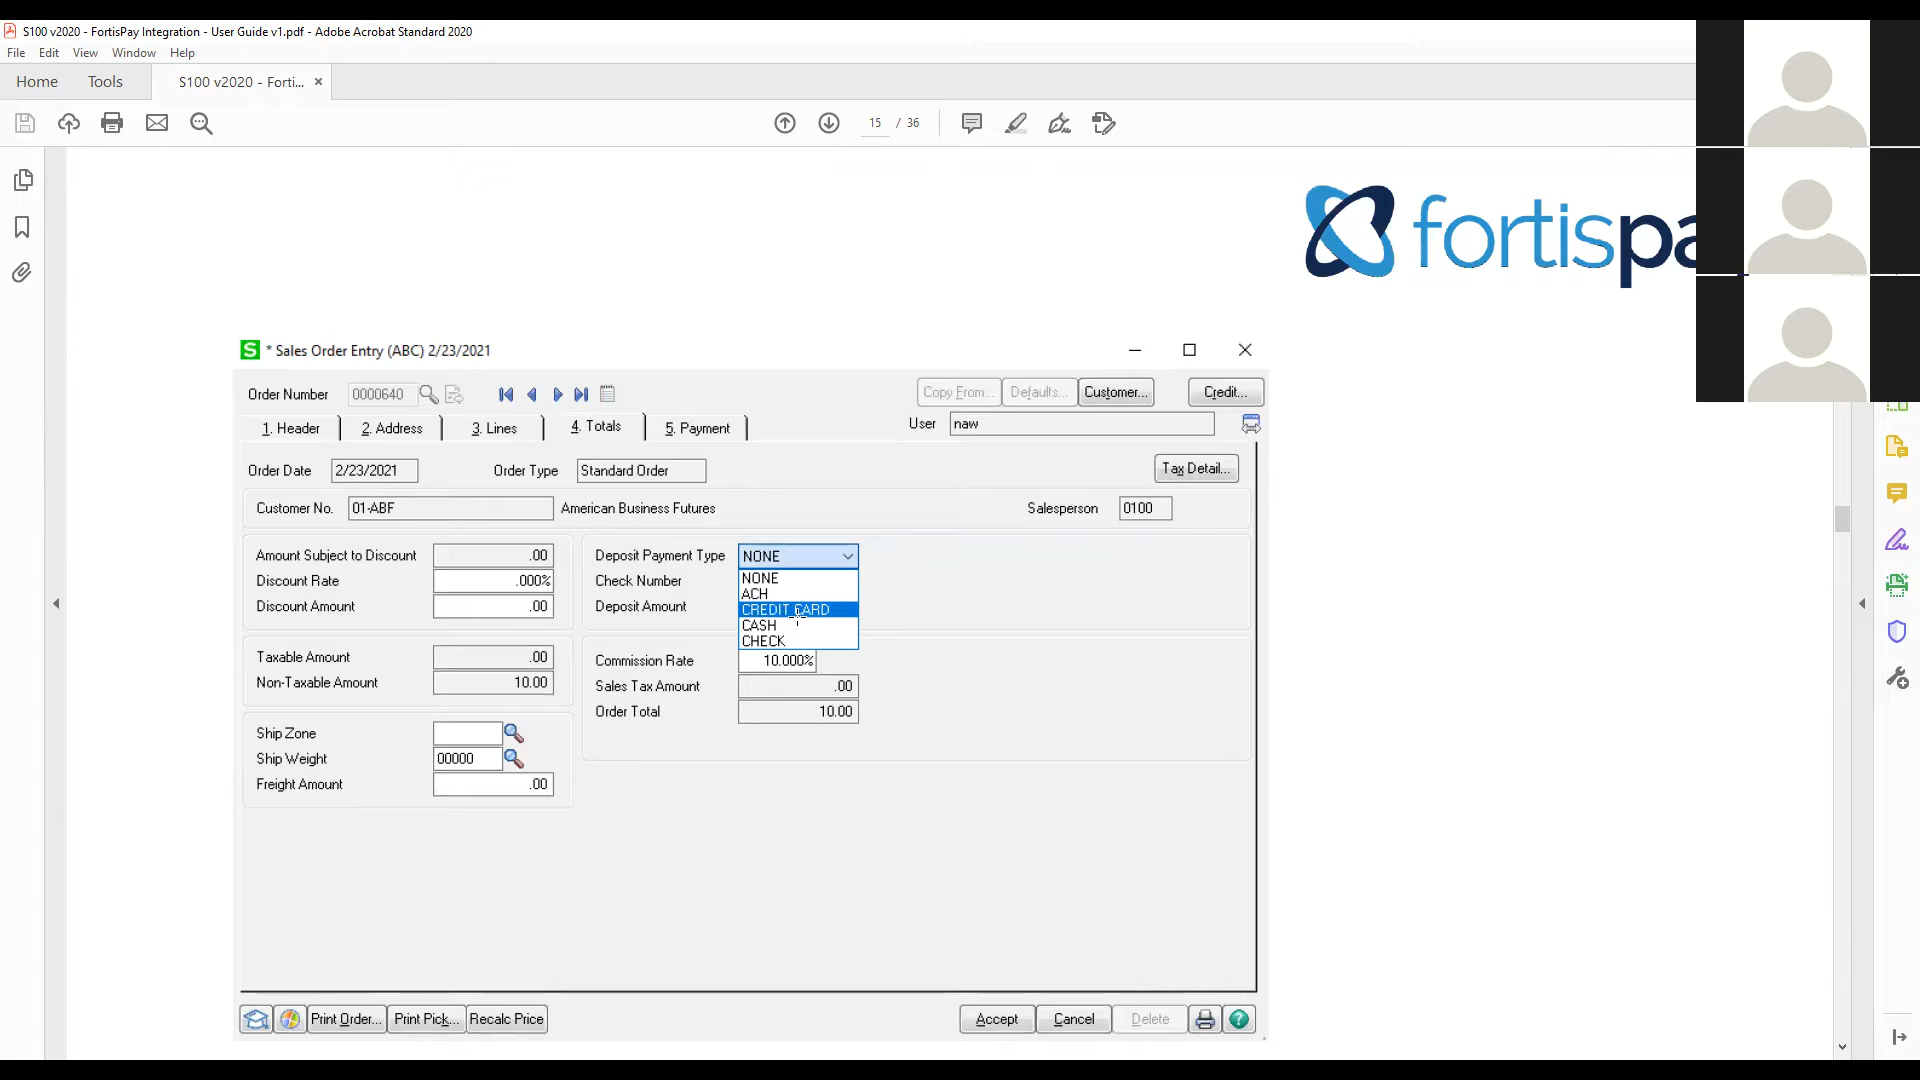 S100 v2020 - FortisPay Integration - User Guide v1.pdf - Adobe Acrobat Standard 2020
File Edit View Window Help
Home Tools S100 v2020 - Forti... ×
15 / 36
fortispa
S * Sales Order Entry (ABC) 2/23/2021
Order Number 0000640 Copy From... Defaults... Customer... Credit...
1. Header 2. Address 3. Lines 4. Totals 5. Payment User naw
Order Date 2/23/2021 Order Type Standard Order Tax Detail...
Customer No. 01-ABF American Business Futures Salesperson 0100
Amount Subject to Discount .00 Deposit Payment Type NONE
Discount Rate .000% Check Number NONE
ACH
Discount Amount .00 Deposit Amount CREDIT CARD
CASH
CHECK
Taxable Amount .00 Commission Rate 10.000%
Non-Taxable Amount 10.00 Sales Tax Amount .00
Order Total 10.00
Ship Zone
Ship Weight 00000
Freight Amount .00
Print Order... Print Pick... Recalc Price Accept Cancel Delete